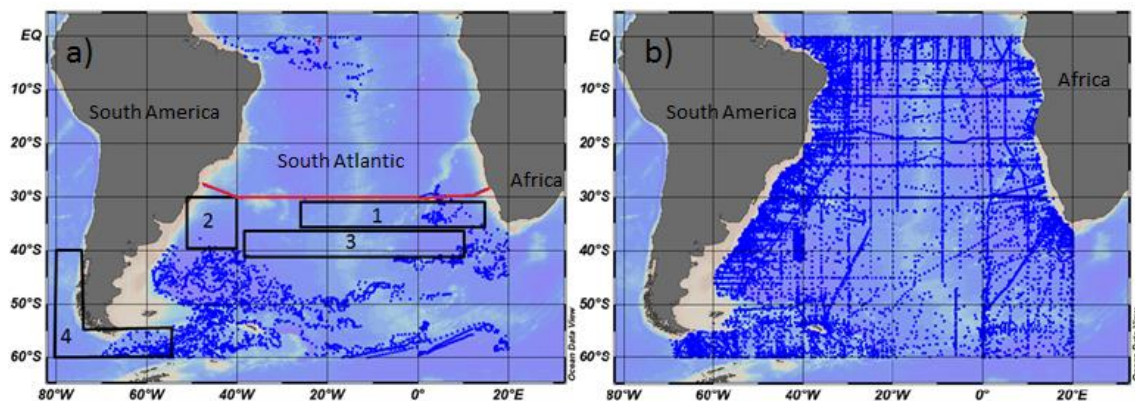 a)
EQ
10°S
20°S
30°S
40°S
50°S
60°S
South America
South Atlantic
Africa
1
2
3
4
80°W
60°W
40°W
20°W
0°E
20°E
Ocean Data View
b)
EQ
10°S
20°S
30°S
40°S
50°S
60°S
South America
Africa
80°W
60°W
40°W
20°W
0°E
20°E
Ocean Data View